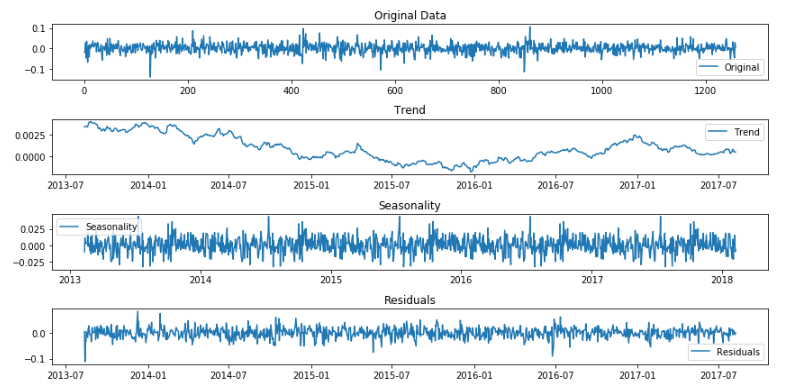 Original Data
0.1
0.0
−0.1
Original
0 200 400 600 800 1000 1200
Trend
0.0025
0.0000
Trend
2013-07 2014-01 2014-07 2015-01 2015-07 2016-01 2016-07 2017-01 2017-07
Seasonality
0.025
0.000
−0.025
Seasonality
2013 2014 2015 2016 2017 2018
Residuals
0.0
−0.1
Residuals
2013-07 2014-01 2014-07 2015-01 2015-07 2016-01 2016-07 2017-01 2017-07